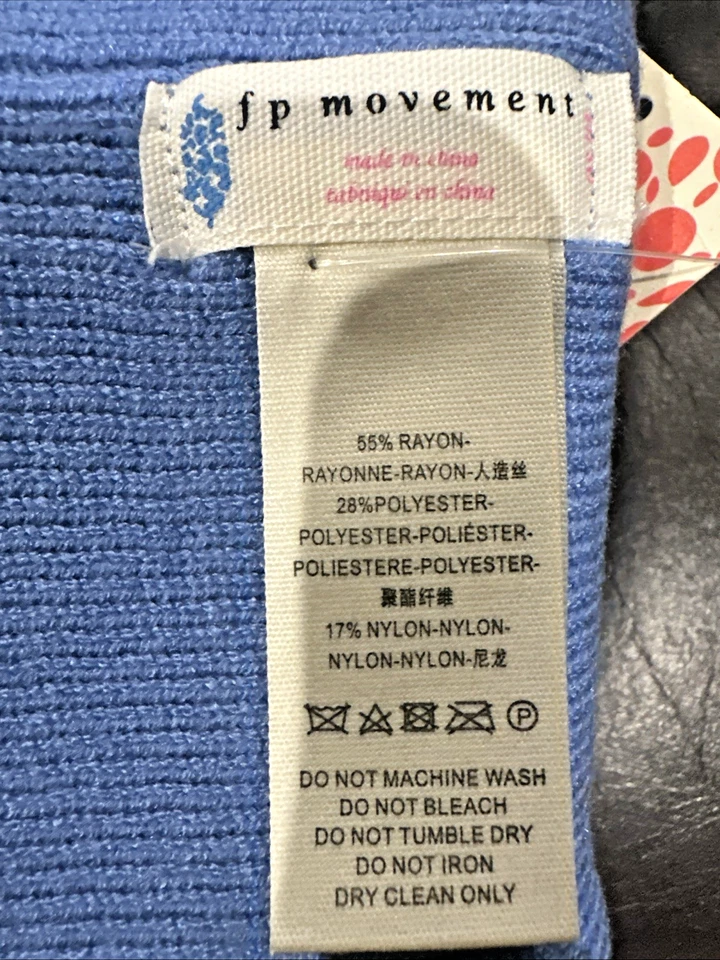 fp movement
made in china
fabriqué en chine
55% RAYON-
RAYONNE-RAYON-人造丝
28%POLYESTER-
POLYESTER-POLIÉSTER-
POLIESTERE-POLYESTER-
聚酯纤维
17% NYLON-NYLON-
NYLON-NYLON-尼龙
P
DO NOT MACHINE WASH
DO NOT BLEACH
DO NOT TUMBLE DRY
DO NOT IRON
DRY CLEAN ONLY